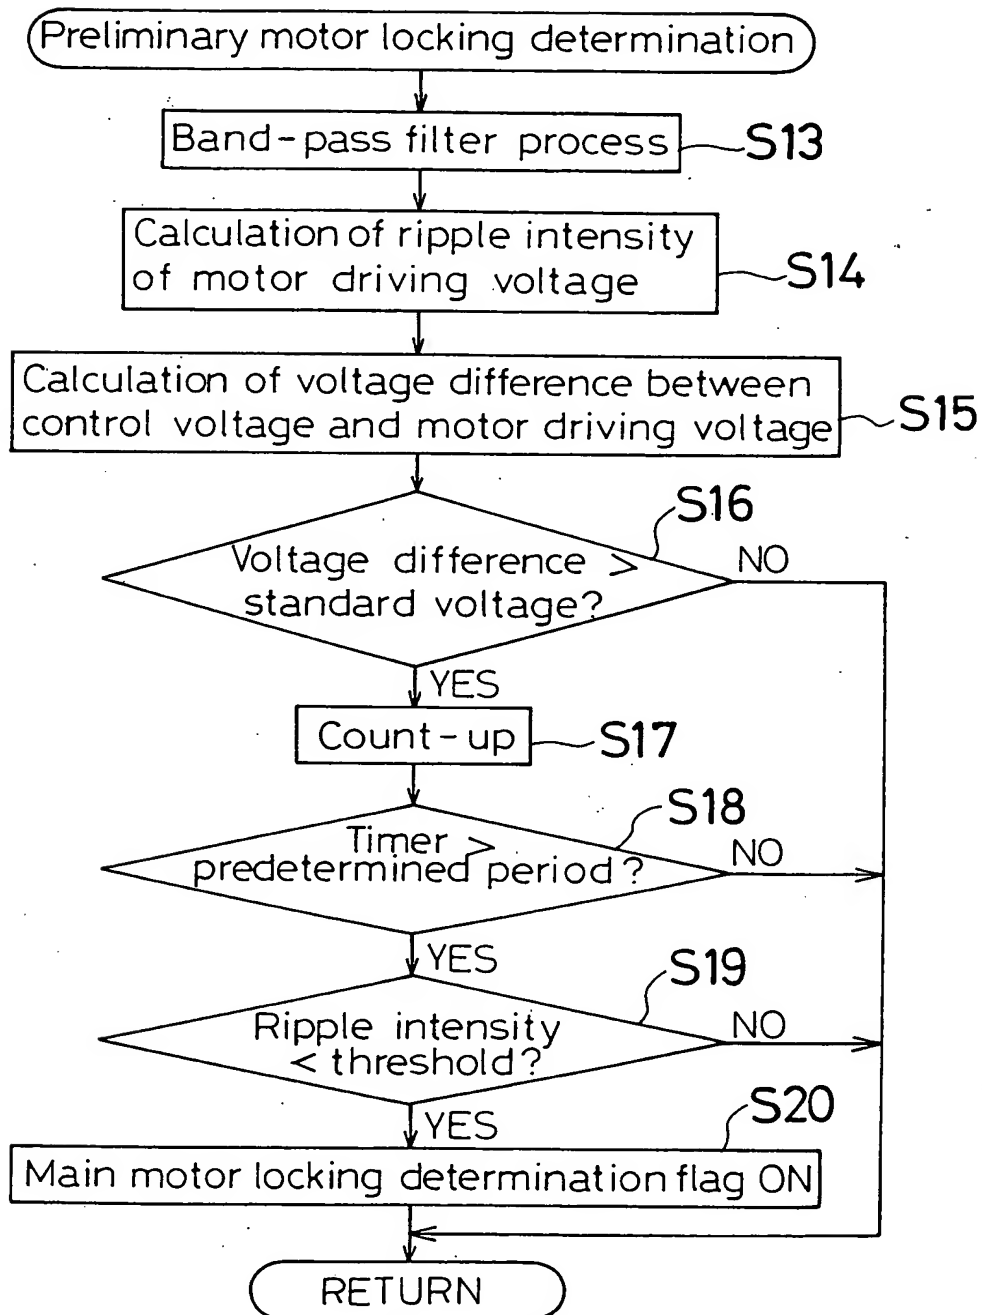 Preliminary motor locking determination
Band-pass filter process
S13
Calculation of ripple intensity
of motor driving voltage
S14
Calculation of voltage difference between
control voltage and motor driving voltage
S15
S16
Voltage difference >
standard voltage?
NO
YES
Count-up
S17
S18
Timer >
predetermined period?
NO
YES
S19
Ripple intensity
< threshold?
NO
YES
S20
Main motor locking determination flag ON
RETURN